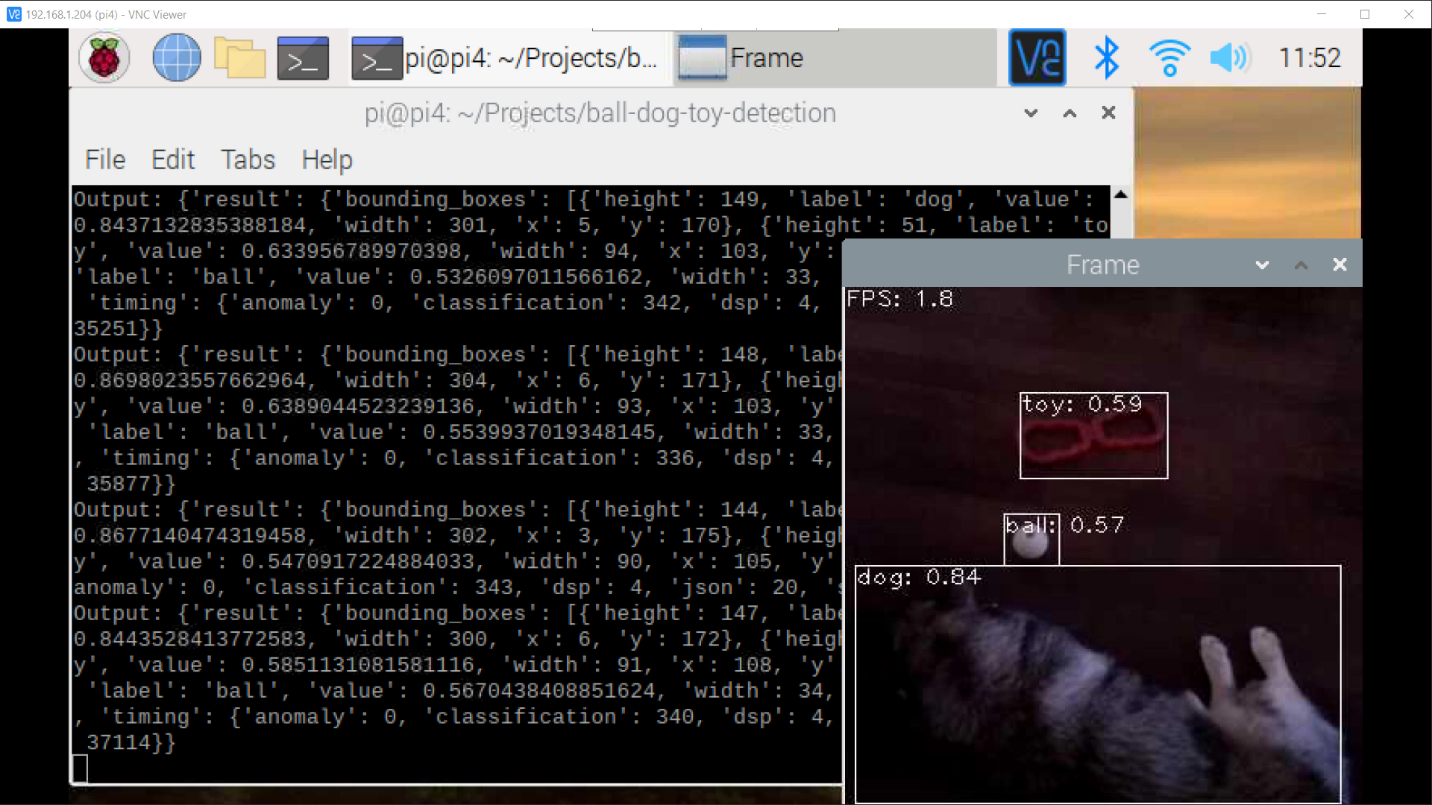 192.168.1.204 (pi4) - VNC Viewer
pi@pi4: ~/Projects/b...
Frame
11:52
pi@pi4: ~/Projects/ball-dog-toy-detection
File Edit Tabs Help
Output: {'result': {'bounding_boxes': [{'height': 149, 'label': 'dog', 'value':
0.8437132835388184, 'width': 301, 'x': 5, 'y': 170}, {'height': 51, 'label': 'to
y', 'value': 0.633956789970398, 'width': 94, 'x': 103, 'y':
'label': 'ball', 'value': 0.5326097011566162, 'width': 33,
'timing': {'anomaly': 0, 'classification': 342, 'dsp': 4,
35251}}
Output: {'result': {'bounding_boxes': [{'height': 148, 'labe
0.8698023557662964, 'width': 304, 'x': 6, 'y': 171}, {'heigh
y', 'value': 0.6389044523239136, 'width': 93, 'x': 103, 'y'
'label': 'ball', 'value': 0.55399370193481​45, 'width': 33,
, 'timing': {'anomaly': 0, 'classification': 336, 'dsp': 4,
35877}}
Output: {'result': {'bounding_boxes': [{'height': 144, 'labe
0.8677140474319458, 'width': 302, 'x': 3, 'y': 175}, {'heigh
y', 'value': 0.5470917224884033, 'width': 90, 'x': 105, 'y'
anomaly': 0, 'classification': 343, 'dsp': 4, 'json': 20, 's
Output: {'result': {'bounding_boxes': [{'height': 147, 'labe
0.8443528413772583, 'width': 300, 'x': 6, 'y': 172}, {'heigh
y', 'value': 0.5851131081581116, 'width': 91, 'x': 108, 'y'
'label': 'ball', 'value': 0.5670438408851624, 'width': 34,
, 'timing': {'anomaly': 0, 'classification': 340, 'dsp': 4,
37114}}
Frame
FPS: 1.8
toy: 0.59
ball: 0.57
dog: 0.84